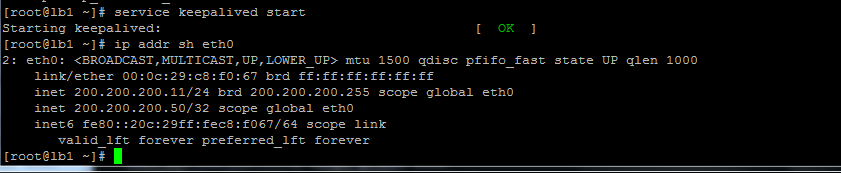 [root@lb1 ~]# service keepalived start
Starting keepalived: [ OK ]
[root@lb1 ~]# ip addr sh eth0
2: eth0: <BROADCAST,MULTICAST,UP,LOWER_UP> mtu 1500 qdisc pfifo_fast state UP qlen 1000
link/ether 00:0c:29:c8:f0:67 brd ff:ff:ff:ff:ff:ff
inet 200.200.200.11/24 brd 200.200.200.255 scope global eth0
inet 200.200.200.50/32 scope global eth0
inet6 fe80::20c:29ff:fec8:f067/64 scope link
valid_lft forever preferred_lft forever
[root@lb1 ~]#